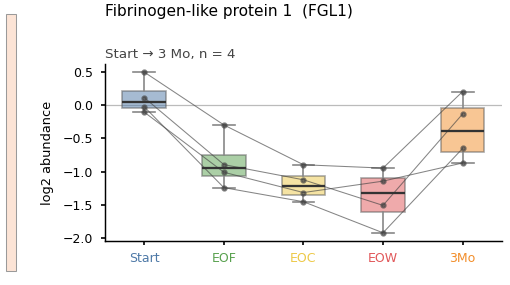 Fibrinogen-like protein 1  (FGL1)
Start → 3 Mo, n = 4
log2 abundance
0.5
0.0
−0.5
−1.0
−1.5
−2.0
Start EOF EOC EOW 3Mo